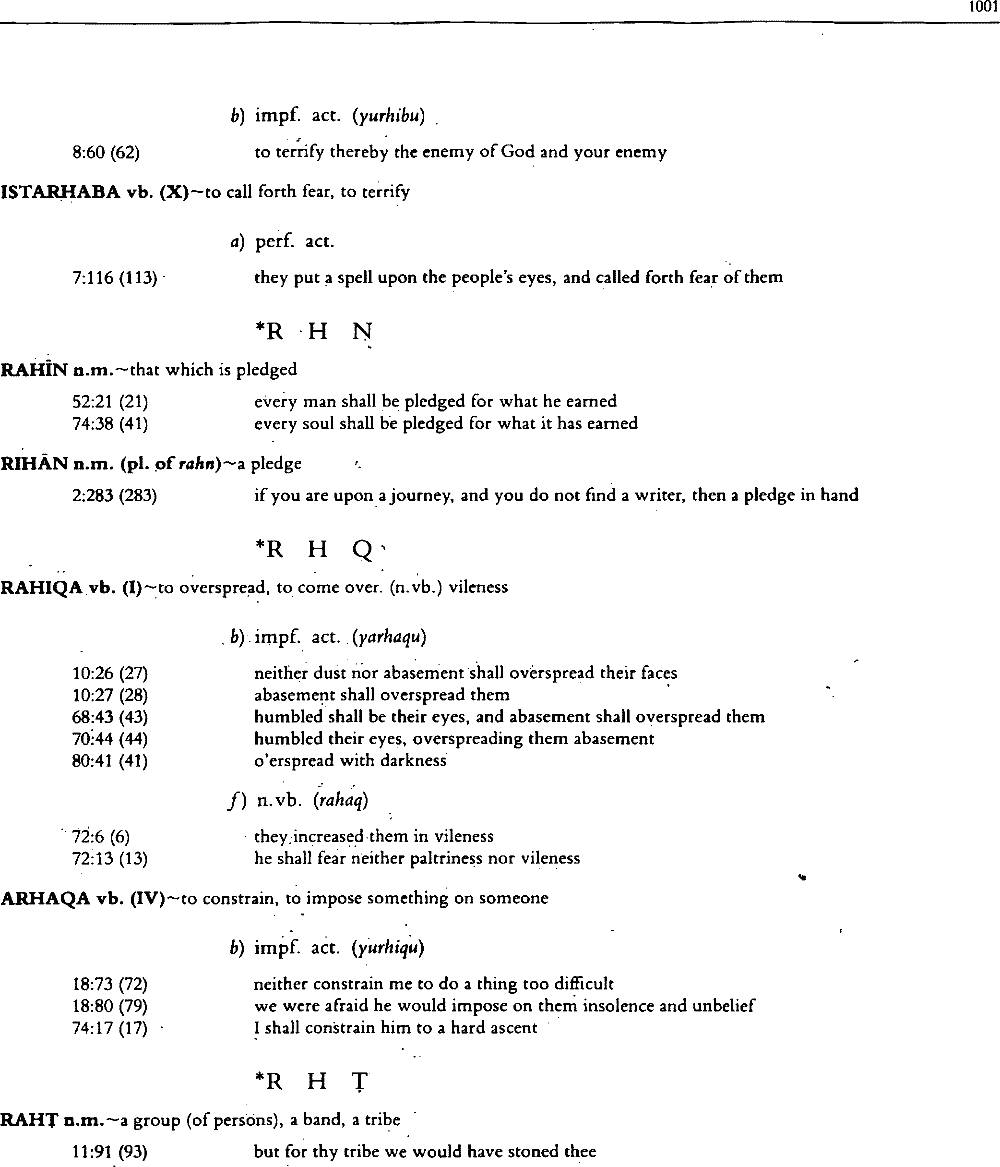 1001
b) impf. act. (yurhibu)
8:60 (62) to terrify thereby the enemy of God and your enemy
ISTARHABA vb. (X)~to call forth fear, to terrify
a) perf. act.
7:116 (113) they put a spell upon the people's eyes, and called forth fear of them
*R H N
RAHĪN n.m.~that which is pledged
52:21 (21) every man shall be pledged for what he earned
74:38 (41) every soul shall be pledged for what it has earned
RIHĀN n.m. (pl. of rahn)~a pledge
2:283 (283) if you are upon a journey, and you do not find a writer, then a pledge in hand
*R H Q
RAHIQA vb. (I)~to overspread, to come over. (n.vb.) vileness
b) impf. act. (yarhaqu)
10:26 (27) neither dust nor abasement shall overspread their faces
10:27 (28) abasement shall overspread them
68:43 (43) humbled shall be their eyes, and abasement shall overspread them
70:44 (44) humbled their eyes, overspreading them abasement
80:41 (41) o'erspread with darkness
f) n.vb. (rahaq)
72:6 (6) they increased them in vileness
72:13 (13) he shall fear neither paltriness nor vileness
ARHAQA vb. (IV)~to constrain, to impose something on someone
b) impf. act. (yurhiqu)
18:73 (72) neither constrain me to do a thing too difficult
18:80 (79) we were afraid he would impose on them insolence and unbelief
74:17 (17) I shall constrain him to a hard ascent
*R H Ṭ
RAHṬ n.m.~a group (of persons), a band, a tribe
11:91 (93) but for thy tribe we would have stoned thee